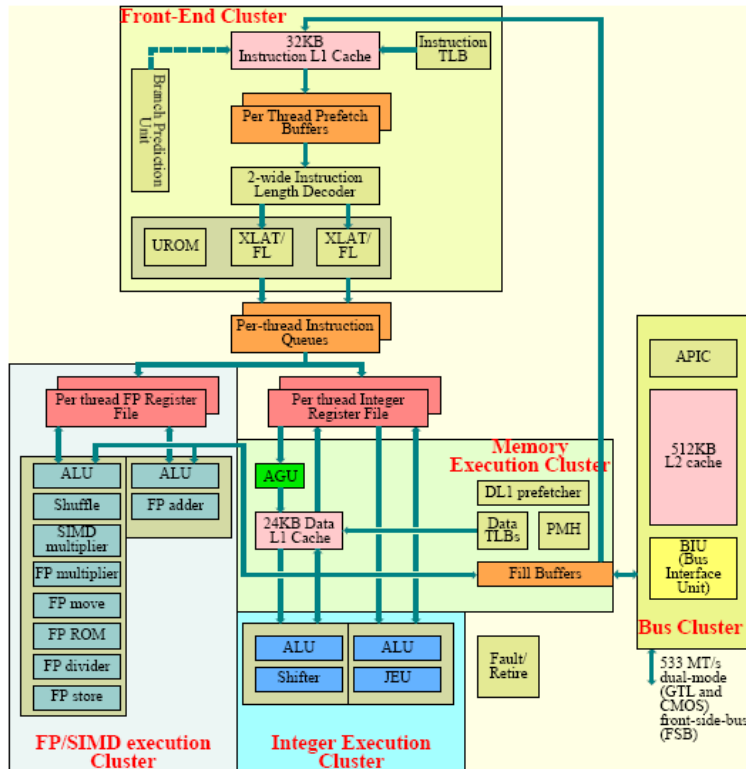 Front-End Cluster
32KB
Instruction L1 Cache
Instruction
TLB
Branch Prediction
Unit
Per Thread Prefetch
Buffers
2-wide Instruction
Length Decoder
UROM
XLAT/
FL
XLAT/
FL
Per-thread Instruction
Queues
APIC
Per thread FP Register
File
Per thread Integer
Register File
512KB
L2 cache
Memory
Execution Cluster
ALU
Shuffle
SIMD
multiplier
FP multiplier
FP move
FP ROM
FP divider
FP store
ALU
FP adder
AGU
24KB Data
L1 Cache
DL1 prefetcher
Data
TLBs
PMH
Fill Buffers
BIU
(Bus
Interface
Unit)
Bus Cluster
ALU
Shifter
ALU
JEU
Fault/
Retire
533 MT/s
dual-mode
(GTL and
CMOS)
front-side-bus
(FSB)
FP/SIMD execution
Cluster
Integer Execution
Cluster